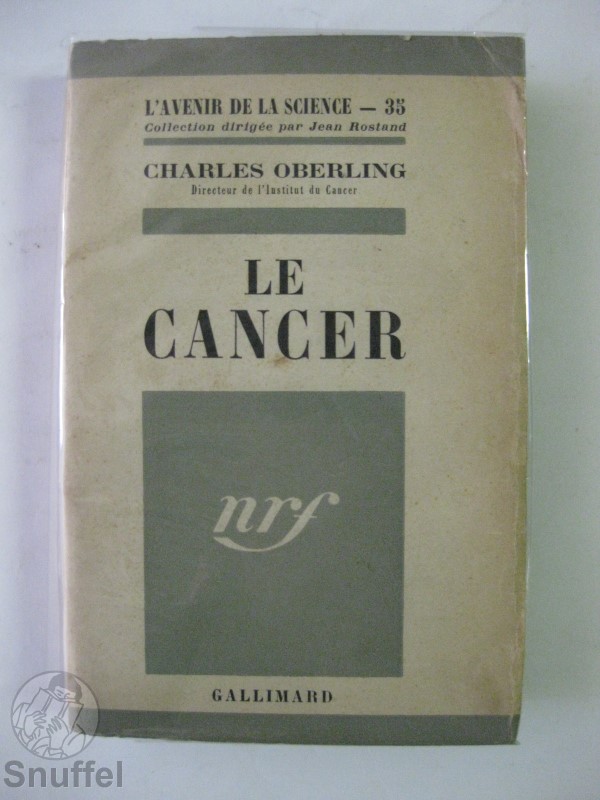 L'AVENIR DE LA SCIENCE — 35
Collection dirigée par Jean Rostand
CHARLES OBERLING
Directeur de l'Institut du Cancer
LE
CANCER
nrf
GALLIMARD
Snuffel